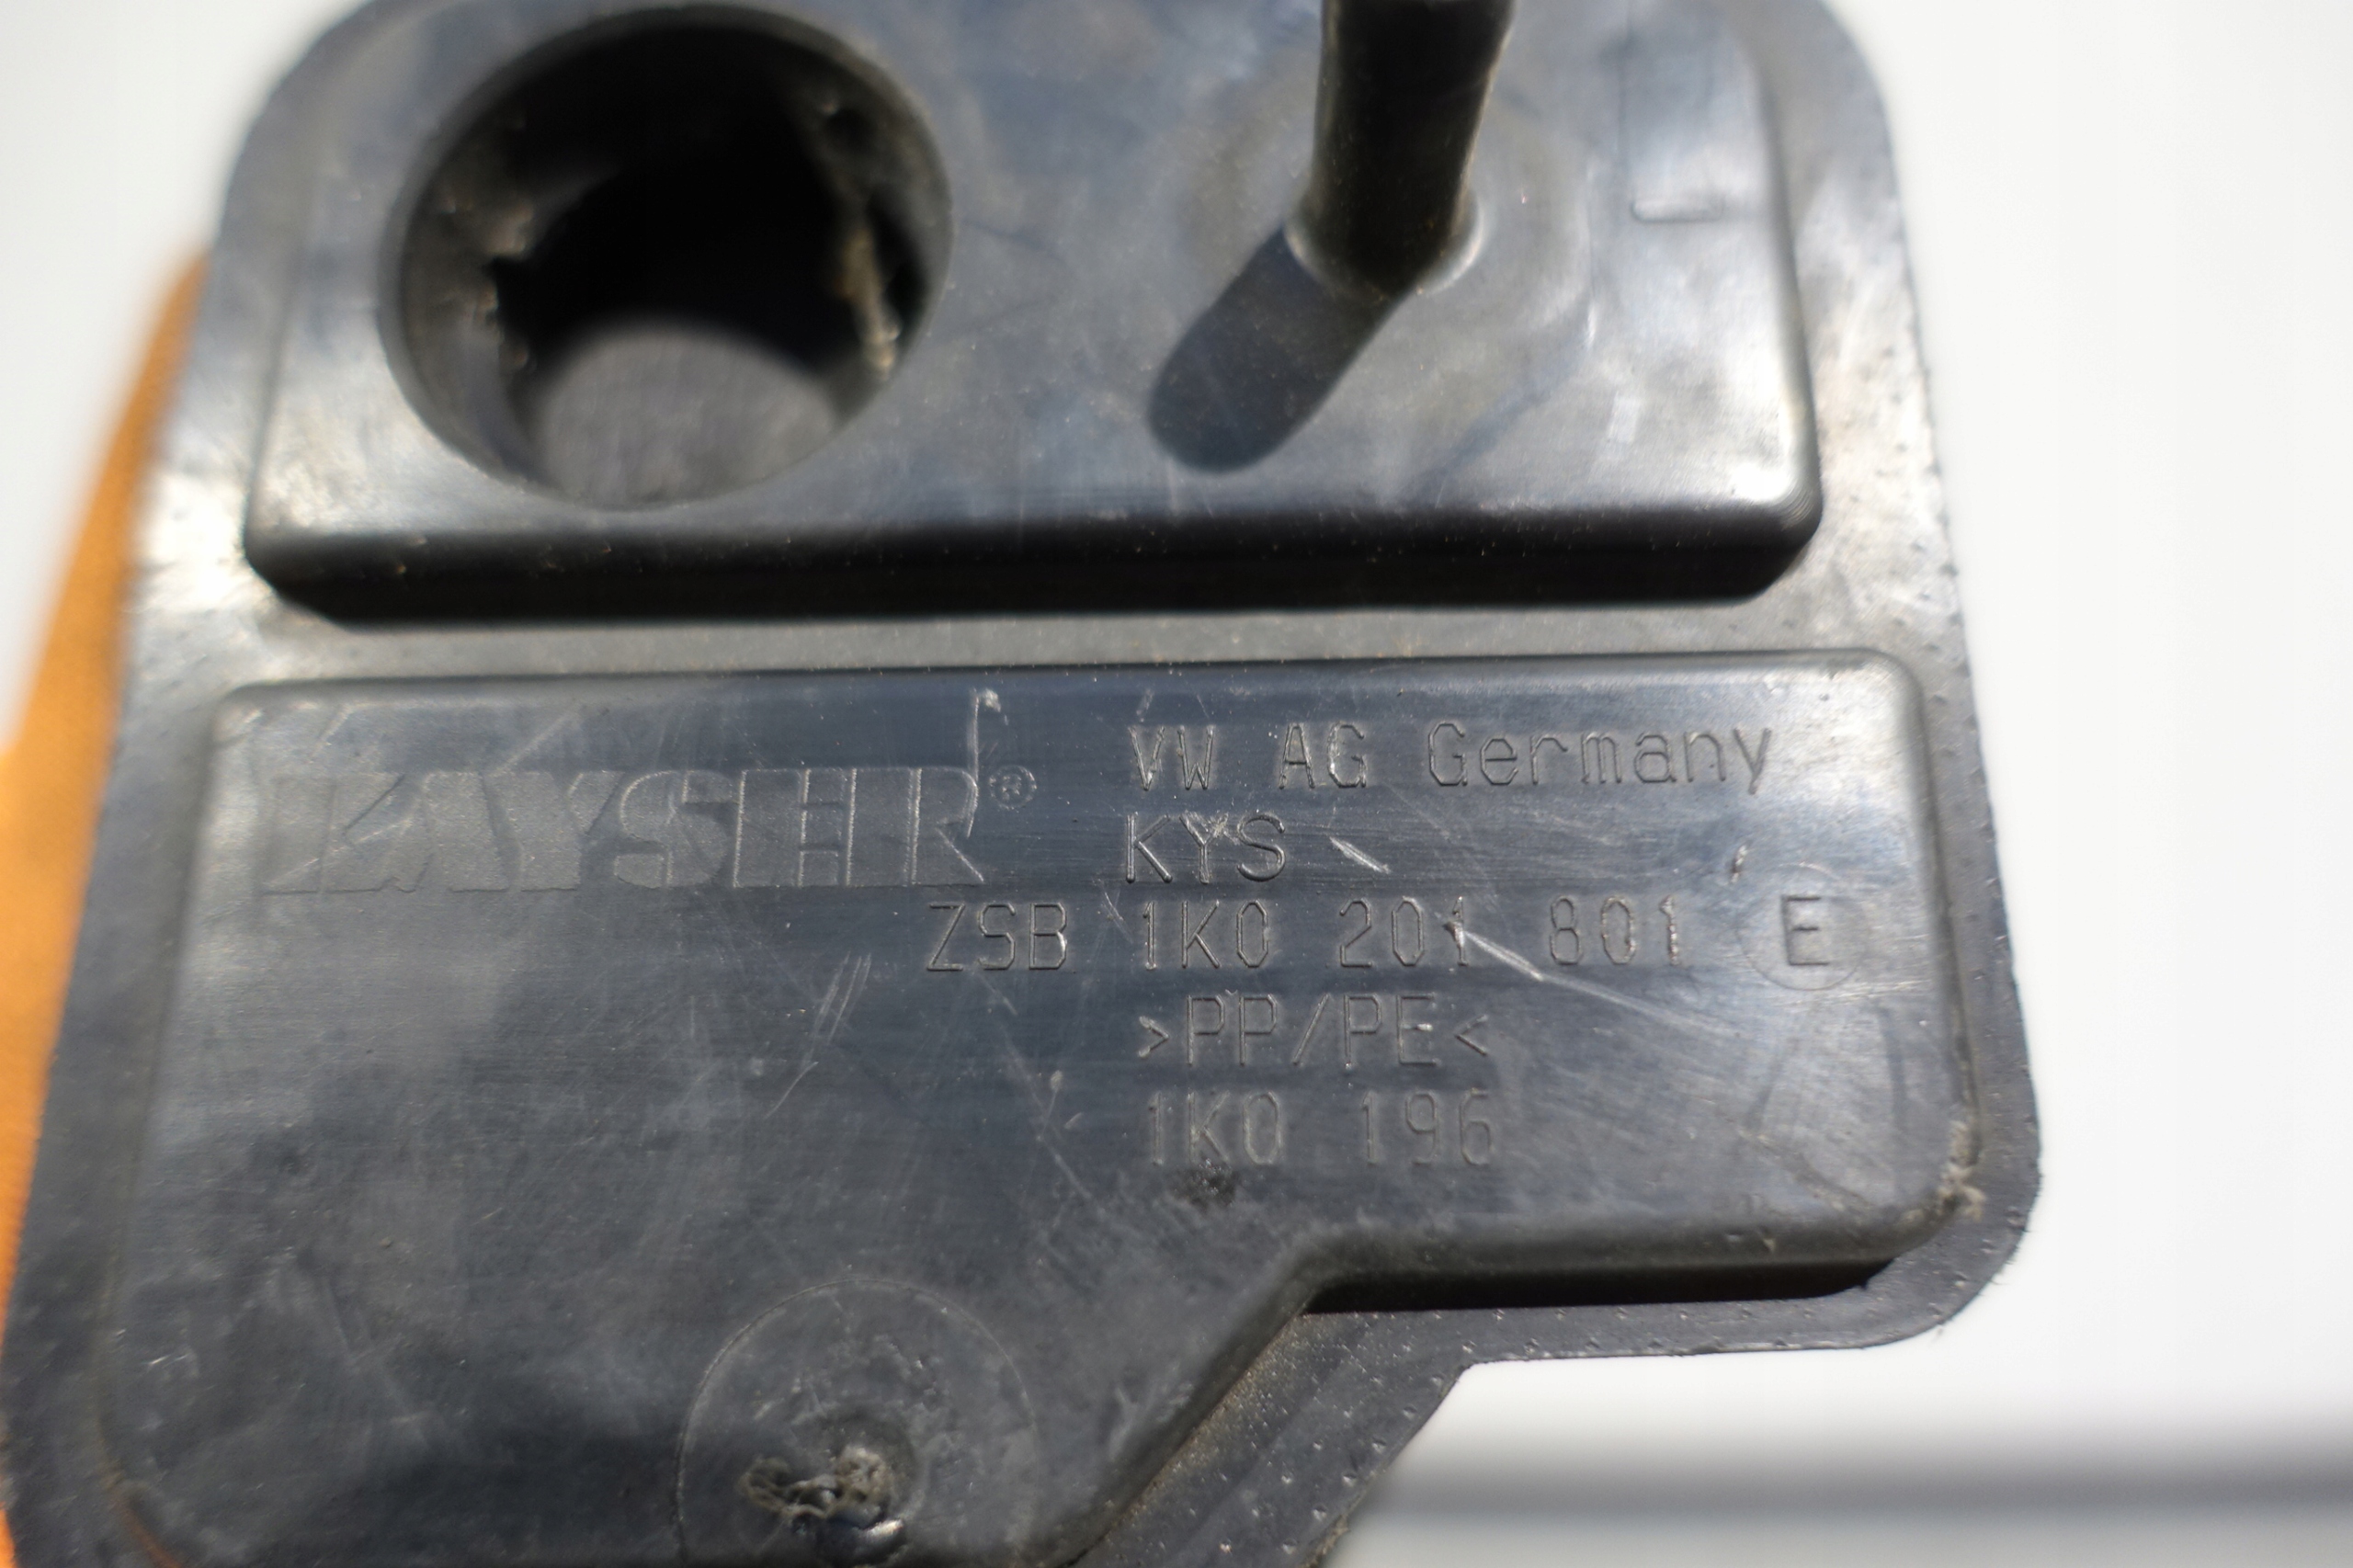 KAYSER®
VW AG Germany
KYS
ZSB 1K0 201 801 E
>PP/PE<
1K0 196